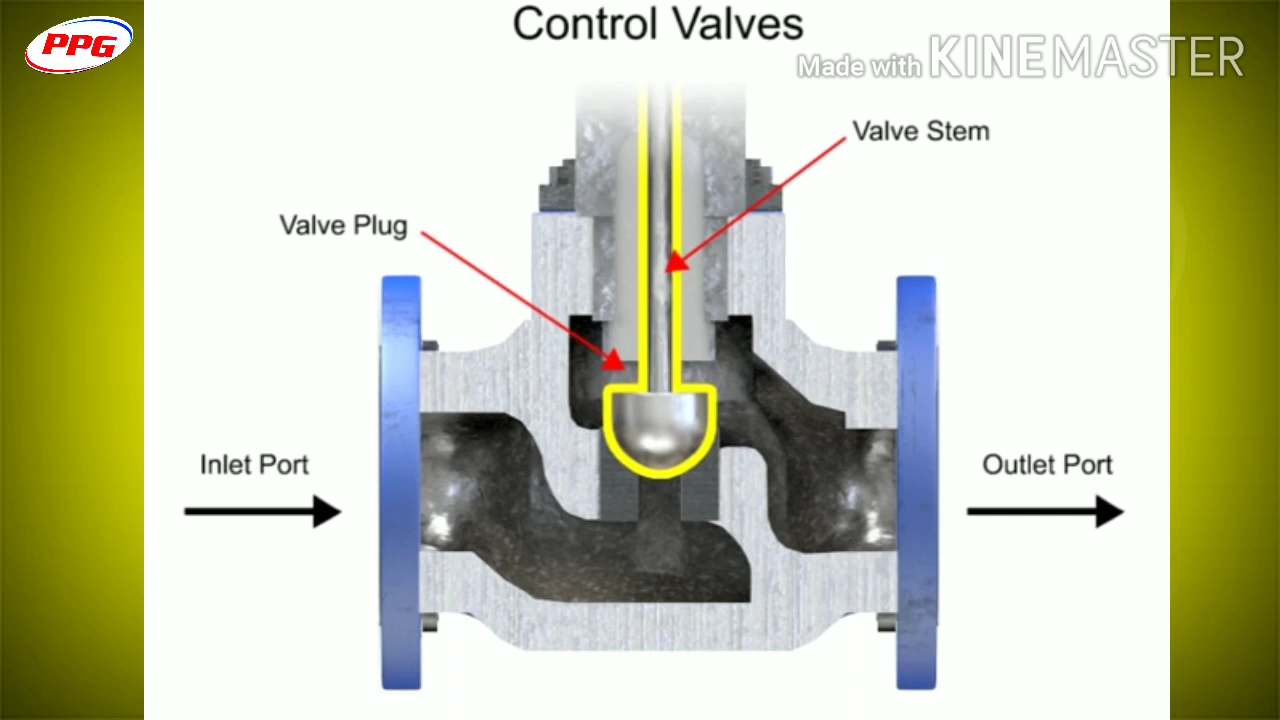 Control Valves
PPG
Made with KINEMASTER
Valve Stem
Valve Plug
Inlet Port
Outlet Port